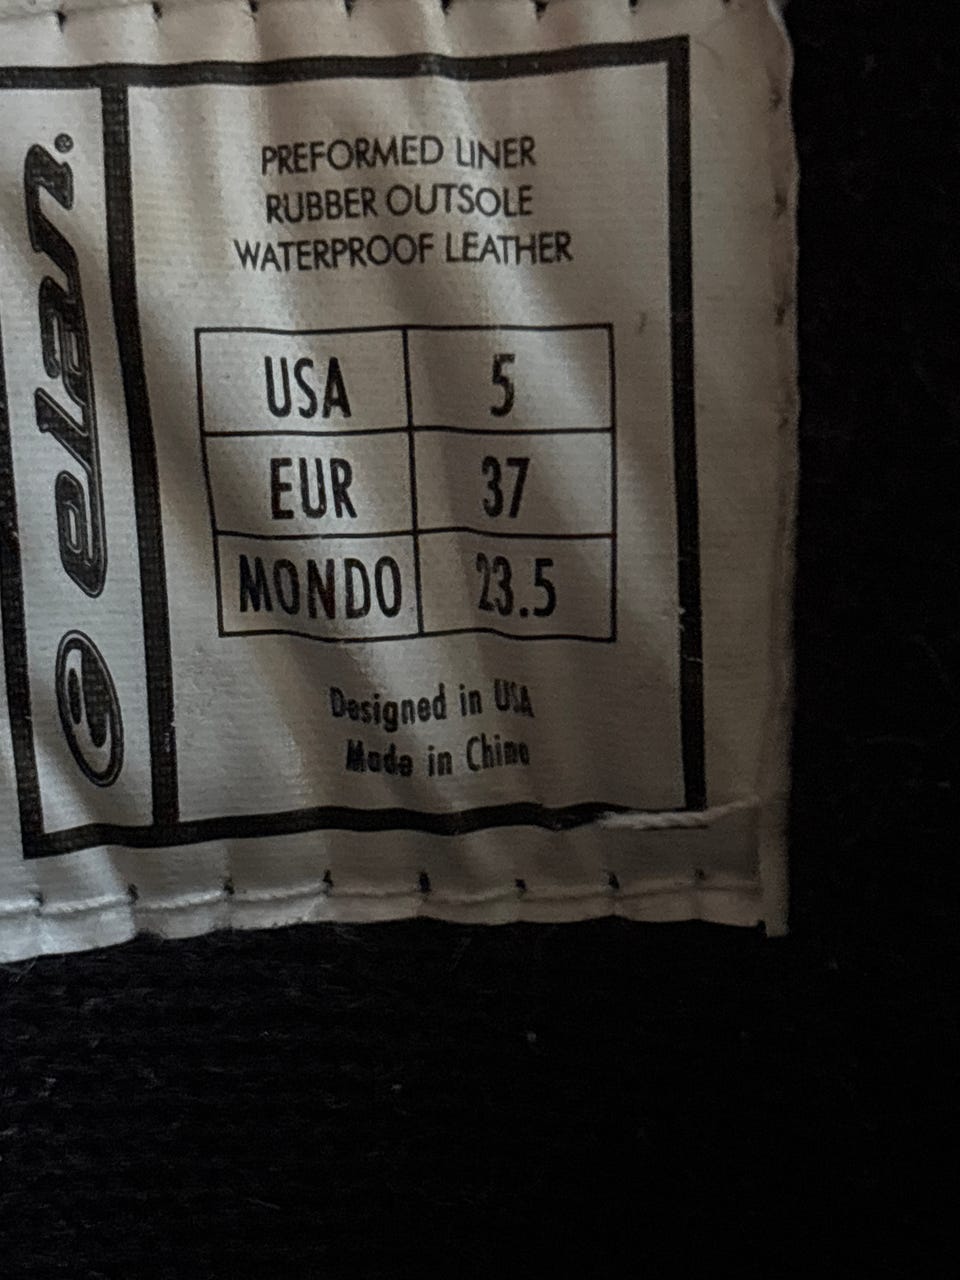 elan®
PREFORMED LINER
RUBBER OUTSOLE
WATERPROOF LEATHER
USA 5
EUR 37
MONDO 23.5
Designed in USA
Made in China